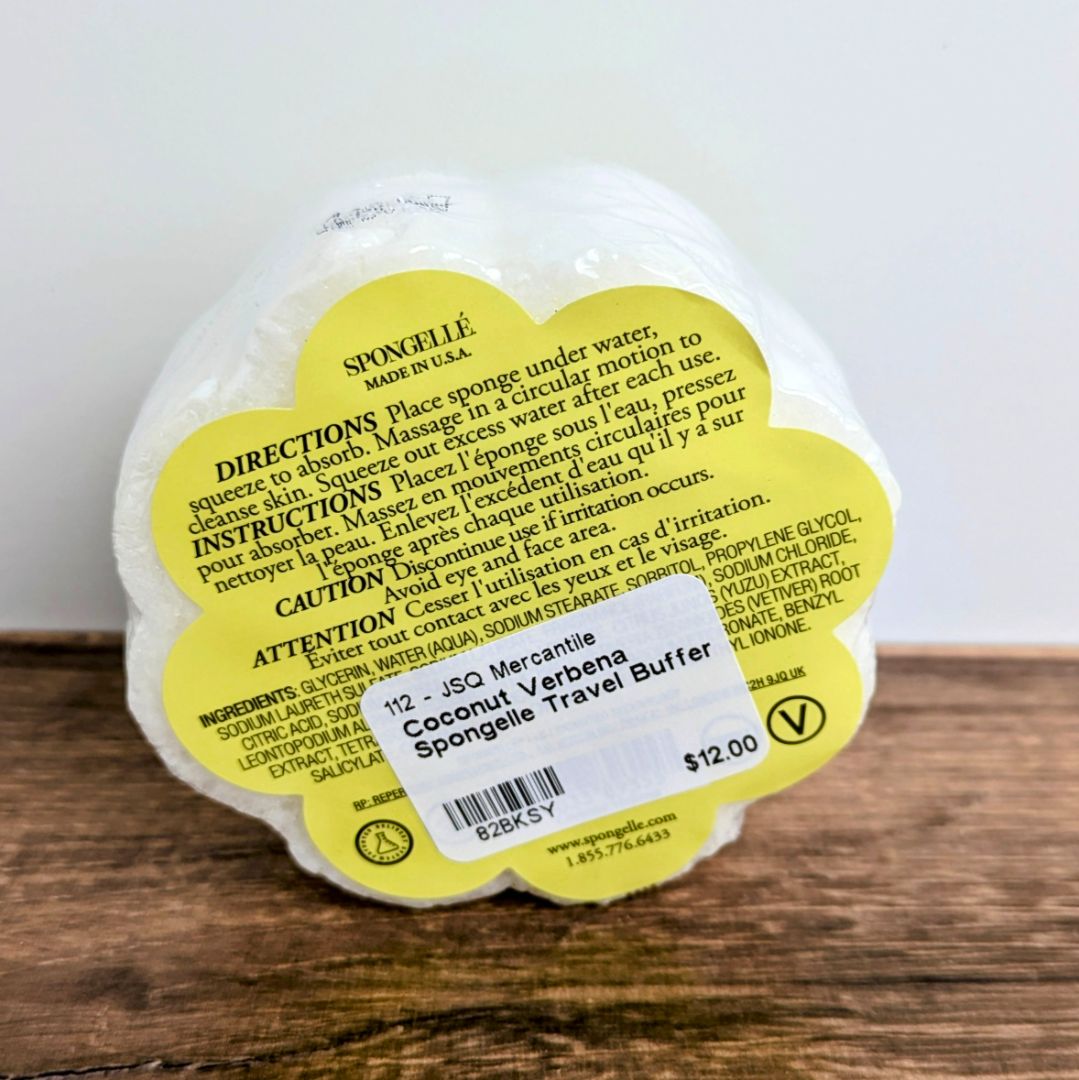 SPONGELLÉ
MADE IN U.S.A.
DIRECTIONS Place sponge under water,
squeeze to absorb. Massage in a circular motion to
cleanse skin. Squeeze out excess water after each use.
INSTRUCTIONS Placez l'éponge sous l'eau, pressez
pour absorber. Massez en mouvements circulaires pour
nettoyer la peau. Enlevez l'excédent d'eau qu'il y a sur
l'éponge après chaque utilisation.
CAUTION Discontinue use if irritation occurs.
Avoid eye and face area.
ATTENTION Cesser l'utilisation en cas d'irritation.
Eviter tout contact avec les yeux et le visage.
INGREDIENTS: GLYCERIN, WATER (AQUA), SODIUM STEARATE, SORBITOL, PROPYLENE GLYCOL,
SODIUM LAURETH SULFATE, SODIUM CHLORIDE,
CITRIC ACID, (YUZU) EXTRACT,
LEONTOPODIUM (VETIVER) ROOT
EXTRACT, BENZYL
IONONE.
112 - JSQ Mercantile
Coconut Verbena
Spongelle Travel Buffer
$12.00
82BKSY
RP: 9JQ UK
V
www.spongelle.com
1.855.776.6433